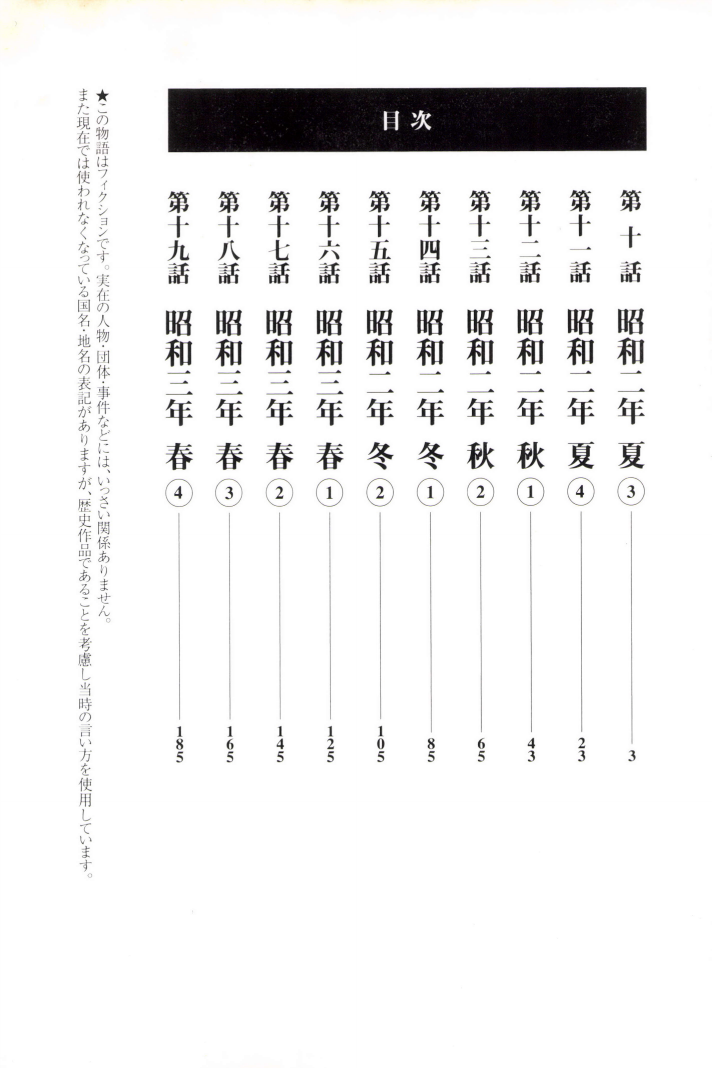 目次
第十話 昭和二年 夏 ③ 3
第十一話 昭和二年 夏 ④ 23
第十二話 昭和二年 秋 ① 43
第十三話 昭和二年 秋 ② 65
第十四話 昭和二年 冬 ① 85
第十五話 昭和二年 冬 ② 105
第十六話 昭和三年 春 ① 125
第十七話 昭和三年 春 ② 145
第十八話 昭和三年 春 ③ 165
第十九話 昭和三年 春 ④ 185
★この物語はフィクションです。実在の人物・団体・事件などには、いっさい関係ありません。
また現在では使われなくなっている国名・地名の表記がありますが、歴史作品であることを考慮し当時の言い方を使用しています。